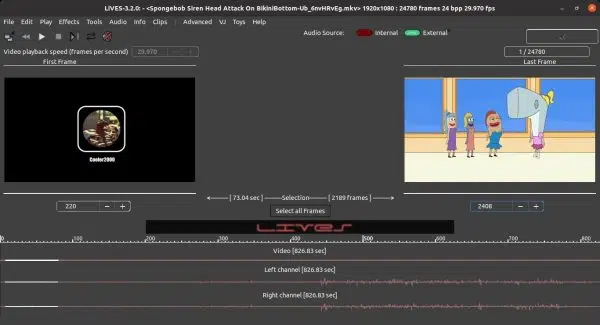 LiVES-3.2.0: - <Spongebob Siren Head Attack On BikiniBottom-Ub_6nvHRvEg.mkv> 1920x1080 : 24780 frames 24 bpp 29.970 fps
File Edit Play Effects Tools Audio Info Clips Advanced VJ Toys Help
Audio Source: Internal External
Video playback speed (frames per second) 29,970 1 / 24780
First Frame Last Frame
Cooler2000
220 - + [ 73.04 sec ] Selection [ 2189 frames ] 2408 - +
Select all Frames
LiVES
0 100 200 300 400 500 600 700 800
Video [826.83 sec]
Left channel [826.83 sec]
Right channel [826.83 sec]